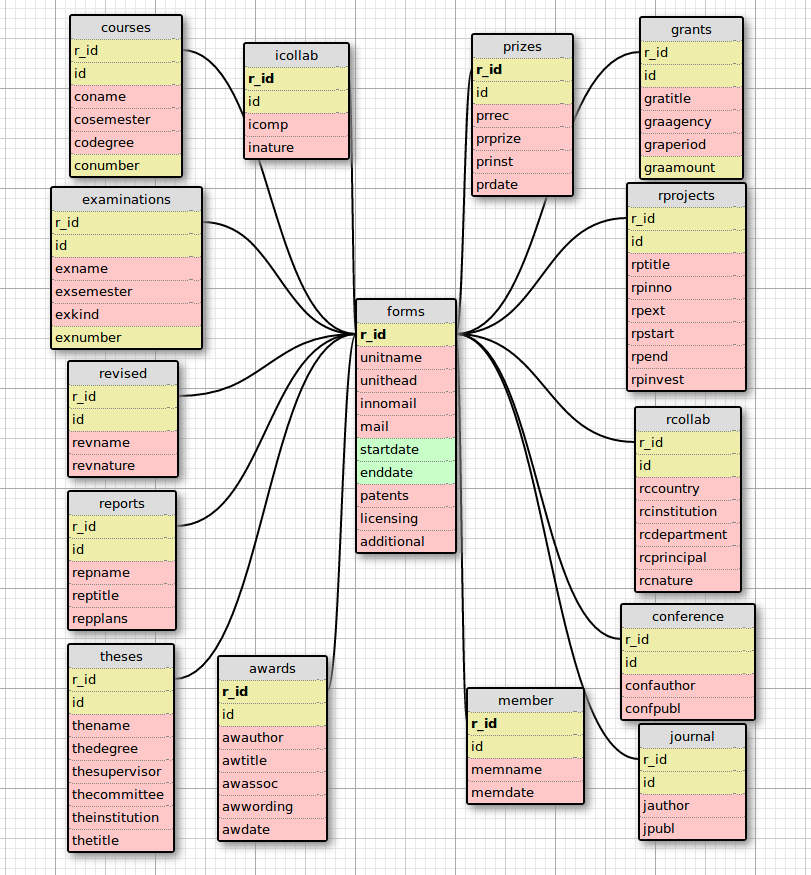 courses
r_id
id
coname
cosemester
codegree
conumber
icollab
r_id
id
icomp
inature
prizes
r_id
id
prrec
prprize
prinst
prdate
grants
r_id
id
gratitle
graagency
graperiod
graamount
examinations
r_id
id
exname
exsemester
exkind
exnumber
rprojects
r_id
id
rptitle
rpinno
rpext
rpstart
rpend
rpinvest
forms
r_id
unitname
unithead
innomail
mail
startdate
enddate
patents
licensing
additional
revised
r_id
id
revname
revnature
rcollab
r_id
id
rccountry
rcinstitution
rcdepartment
rcprincipal
rcnature
reports
r_id
id
repname
reptitle
repplans
conference
r_id
id
confauthor
confpubl
theses
r_id
id
thename
thedegree
thesupervisor
thecommittee
theinstitution
thetitle
awards
r_id
id
awauthor
awtitle
awassoc
awwording
awdate
member
r_id
id
memname
memdate
journal
r_id
id
jauthor
jpubl